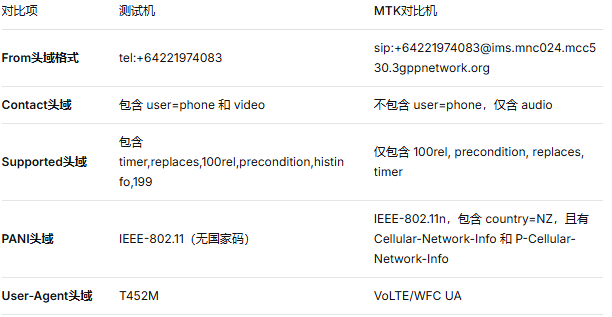 对比项 测试机 MTK对比机
From头域格式 tel:+64221974083 sip:+64221974083@ims.mnc024.mcc5
30.3gppnetwork.org
Contact头域 包含 user=phone 和 video 不包含 user=phone，仅含 audio
Supported头域 包含
timer,replaces,100rel,precondition,histin
fo,199
仅包含 100rel, precondition, replaces,
timer
PANI头域 IEEE-802.11（无国家码） IEEE-802.11n，包含 country=NZ，且有
Cellular-Network-Info 和 P-Cellular-
Network-Info
User-Agent头域 T452M VoLTE/WFC UA